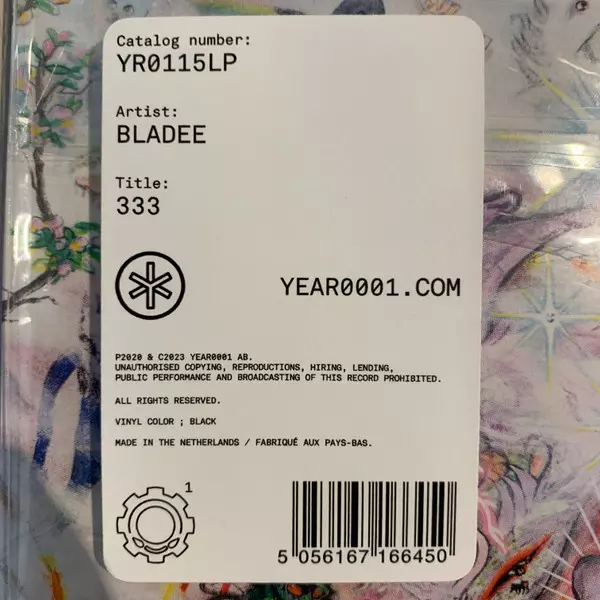 Catalog number:
YR0115LP
Artist:
BLADEE
Title:
333
YEAR0001.COM
P2020 & C2023 YEAR0001 AB.
UNAUTHORISED COPYING, REPRODUCTIONS, HIRING, LENDING,
PUBLIC PERFORMANCE AND BROADCASTING OF THIS RECORD PROHIBITED.
ALL RIGHTS RESERVED.
VINYL COLOR ; BLACK
MADE IN THE NETHERLANDS / FABRIQUÉ AUX PAYS-BAS.
1
5 056167 166450